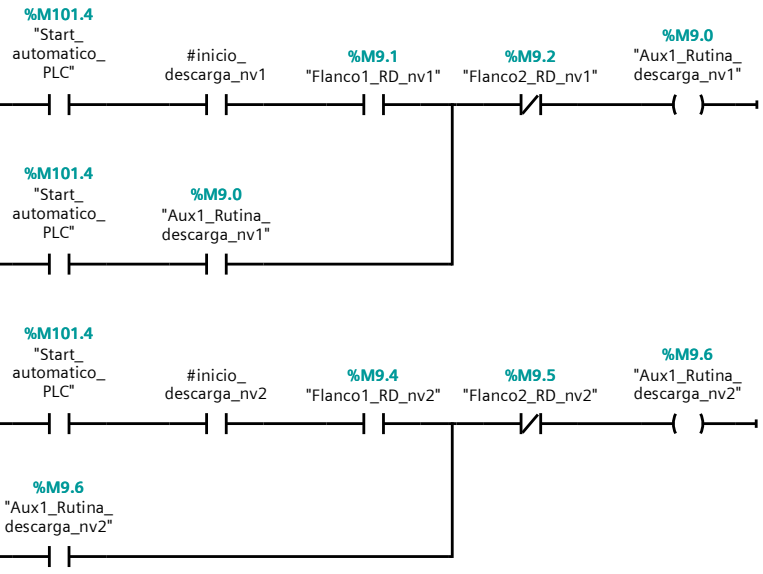 %M101.4
"Start_
automatico_
PLC"
#inicio_
descarga_nv1
%M9.1
"Flanco1_RD_nv1"
%M9.2
"Flanco2_RD_nv1"
%M9.0
"Aux1_Rutina_
descarga_nv1"
%M101.4
"Start_
automatico_
PLC"
%M9.0
"Aux1_Rutina_
descarga_nv1"
%M101.4
"Start_
automatico_
PLC"
#inicio_
descarga_nv2
%M9.4
"Flanco1_RD_nv2"
%M9.5
"Flanco2_RD_nv2"
%M9.6
"Aux1_Rutina_
descarga_nv2"
%M9.6
"Aux1_Rutina_
descarga_nv2"